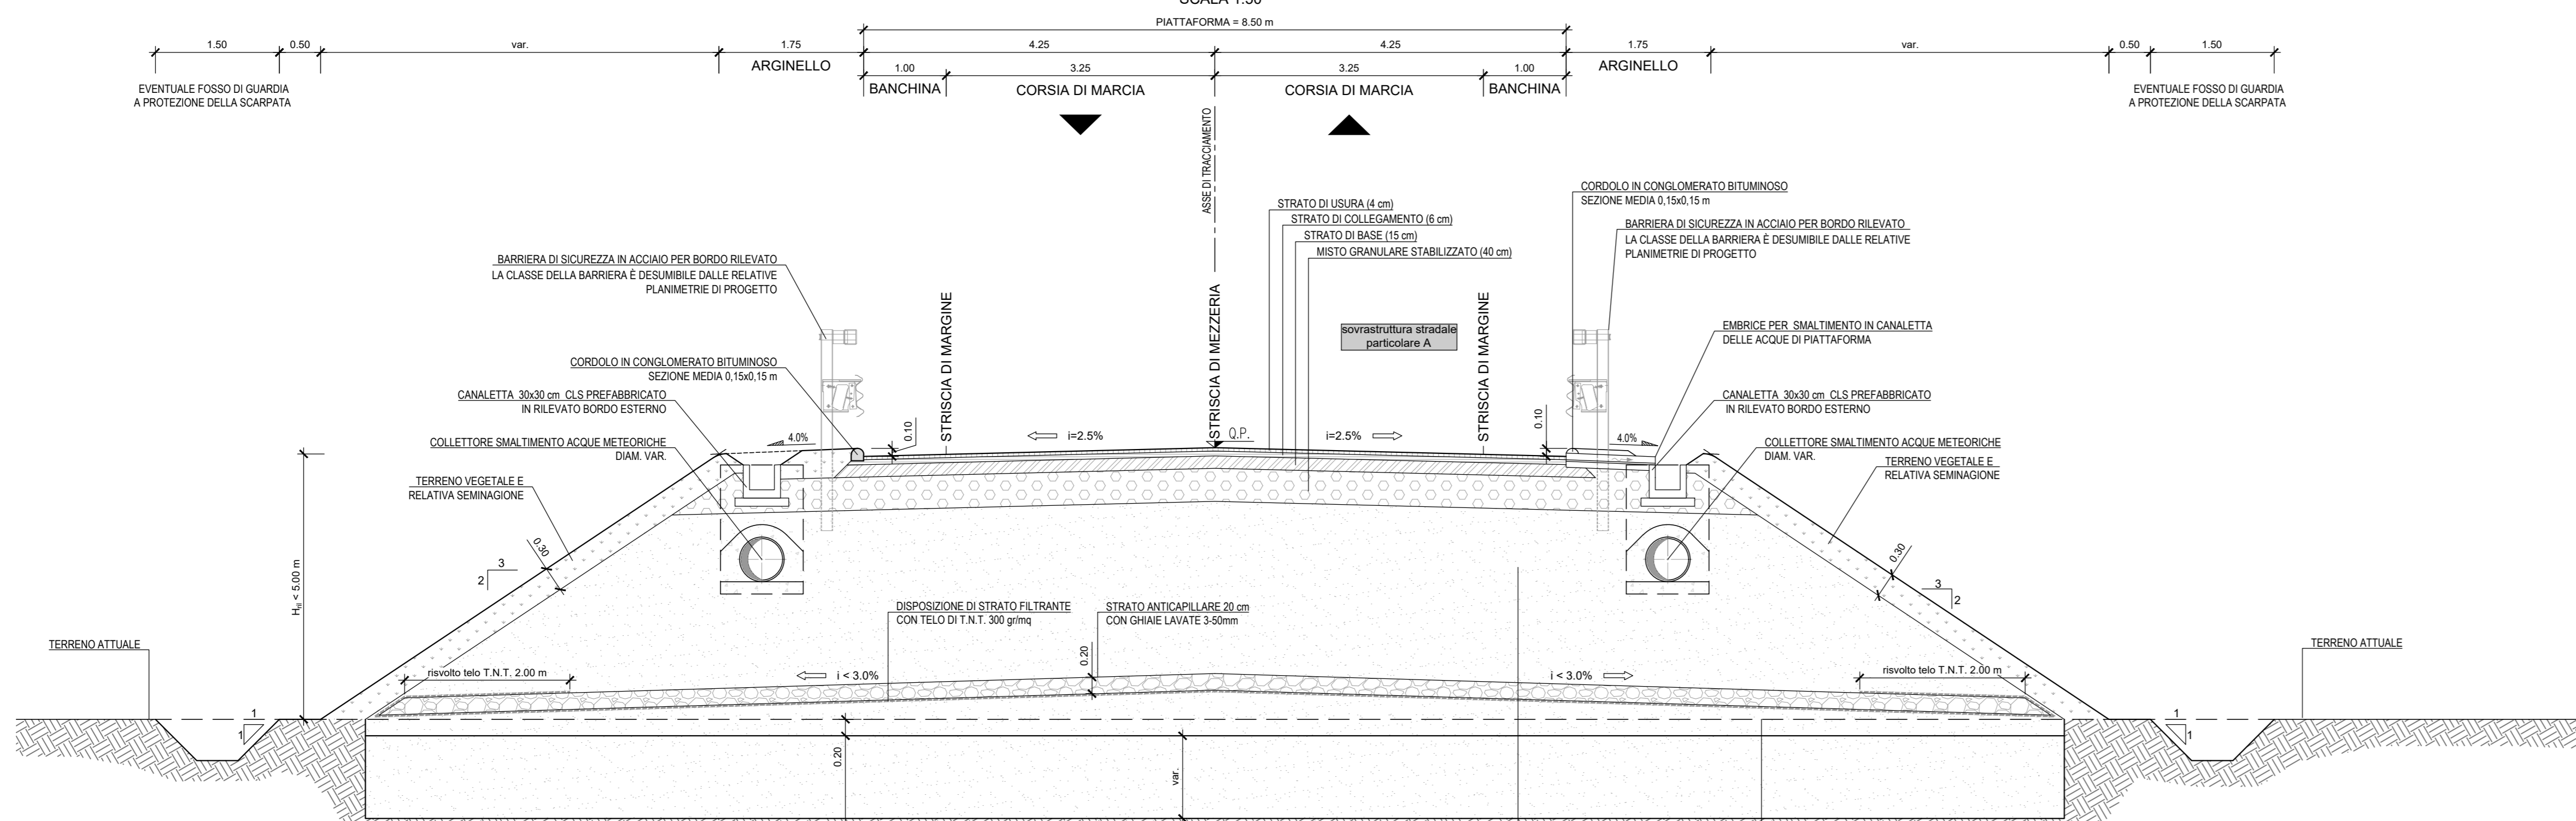 SCALA 1:50
PIATTAFORMA = 8.50 m
1.50
0.50
var.
1.75
4.25
4.25
1.75
var.
0.50
1.50
ARGINELLO
ARGINELLO
1.00
3.25
3.25
1.00
BANCHINA
CORSIA DI MARCIA
CORSIA DI MARCIA
BANCHINA
EVENTUALE FOSSO DI GUARDIA
A PROTEZIONE DELLA SCARPATA
EVENTUALE FOSSO DI GUARDIA
A PROTEZIONE DELLA SCARPATA
ASSE DI TRACCIAMENTO
STRATO DI USURA (4 cm)
STRATO DI COLLEGAMENTO (6 cm)
STRATO DI BASE (15 cm)
MISTO GRANULARE STABILIZZATO (40 cm)
CORDOLO IN CONGLOMERATO BITUMINOSO
SEZIONE MEDIA 0,15x0,15 m
BARRIERA DI SICUREZZA IN ACCIAIO PER BORDO RILEVATO
LA CLASSE DELLA BARRIERA È DESUMIBILE DALLE RELATIVE
PLANIMETRIE DI PROGETTO
BARRIERA DI SICUREZZA IN ACCIAIO PER BORDO RILEVATO
LA CLASSE DELLA BARRIERA È DESUMIBILE DALLE RELATIVE
PLANIMETRIE DI PROGETTO
STRISCIA DI MARGINE
STRISCIA DI MEZZERIA
STRISCIA DI MARGINE
sovrastruttura stradale
particolare A
EMBRICE PER SMALTIMENTO IN CANALETTA
DELLE ACQUE DI PIATTAFORMA
CORDOLO IN CONGLOMERATO BITUMINOSO
SEZIONE MEDIA 0,15x0,15 m
CANALETTA 30x30 cm CLS PREFABBRICATO
IN RILEVATO BORDO ESTERNO
CANALETTA 30x30 cm CLS PREFABBRICATO
IN RILEVATO BORDO ESTERNO
COLLETTORE SMALTIMENTO ACQUE METEORICHE
DIAM. VAR.
4.0%
0.10
i=2.5%
Q.P.
i=2.5%
0.10
4.0%
COLLETTORE SMALTIMENTO ACQUE METEORICHE
DIAM. VAR.
TERRENO VEGETALE E
RELATIVA SEMINAGIONE
TERRENO VEGETALE E
RELATIVA SEMINAGIONE
0.30
3
2
0.30
3
2
Hril < 5.00 m
DISPOSIZIONE DI STRATO FILTRANTE
CON TELO DI T.N.T. 300 gr/mq
STRATO ANTICAPILLARE 20 cm
CON GHIAIE LAVATE 3-50mm
TERRENO ATTUALE
TERRENO ATTUALE
risvolto telo T.N.T. 2.00 m
i < 3.0%
0.20
i < 3.0%
risvolto telo T.N.T. 2.00 m
1
1
1
1
0.20
var.